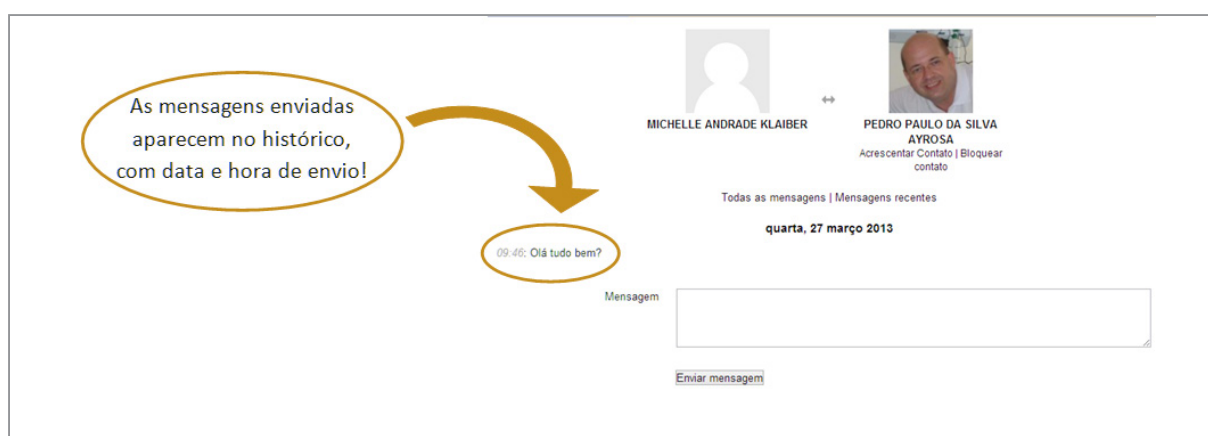 As mensagens enviadas
aparecem no histórico,
com data e hora de envio!
MICHELLE ANDRADE KLAIBER
PEDRO PAULO DA SILVA
AYROSA
Acrescentar Contato | Bloquear
contato
Todas as mensagens | Mensagens recentes
quarta, 27 março 2013
09:46: Olá tudo bem?
Mensagem
Enviar mensagem